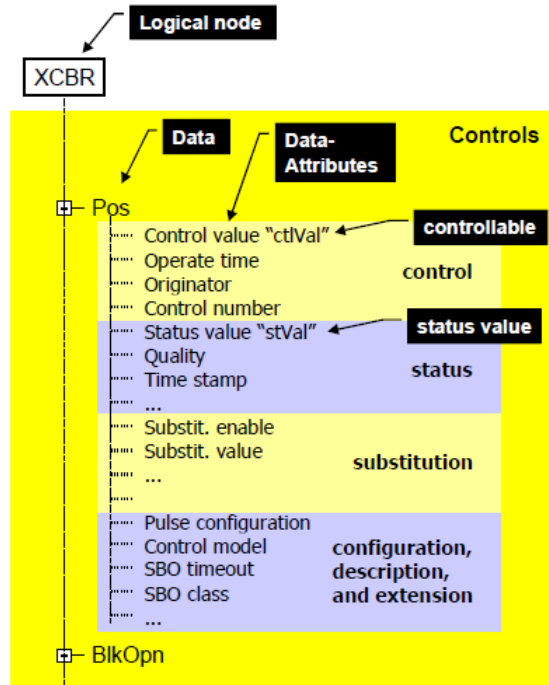 Logical node
XCBR
Controls
Data
Data-
Attributes
Pos
controllable
Control value “ctlVal”
Operate time
control
Originator
Control number
Status value “stVal”
status value
Quality
status
Time stamp
...
Substit. enable
Substit. value
substitution
...
Pulse configuration
Control model
configuration,
SBO timeout
description,
SBO class
and extension
...
BlkOpn